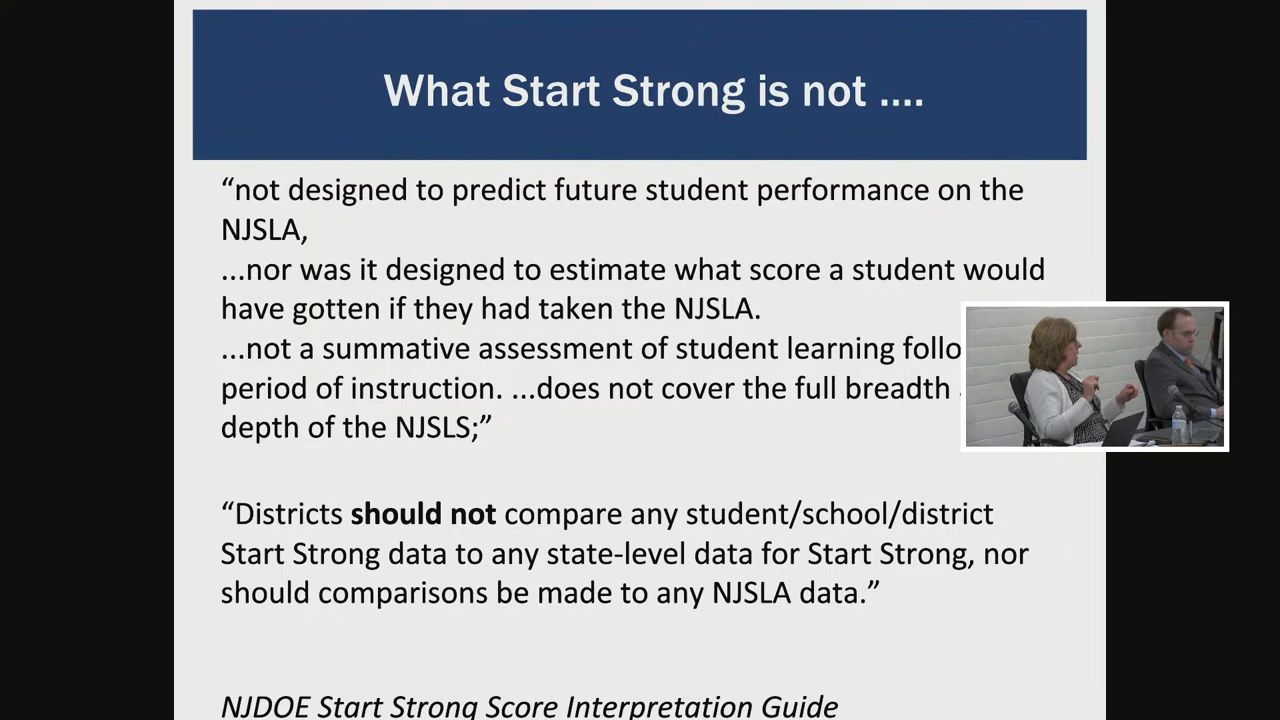 What Start Strong is not ....
“not designed to predict future student performance on the
NJSLA,
...nor was it designed to estimate what score a student would
have gotten if they had taken the NJSLA.
...not a summative assessment of student learning follo
period of instruction. ...does not cover the full breadth
depth of the NJSLS;”
“Districts should not compare any student/school/district
Start Strong data to any state-level data for Start Strong, nor
should comparisons be made to any NJSLA data.”
NJDOE Start Strong Score Interpretation Guide